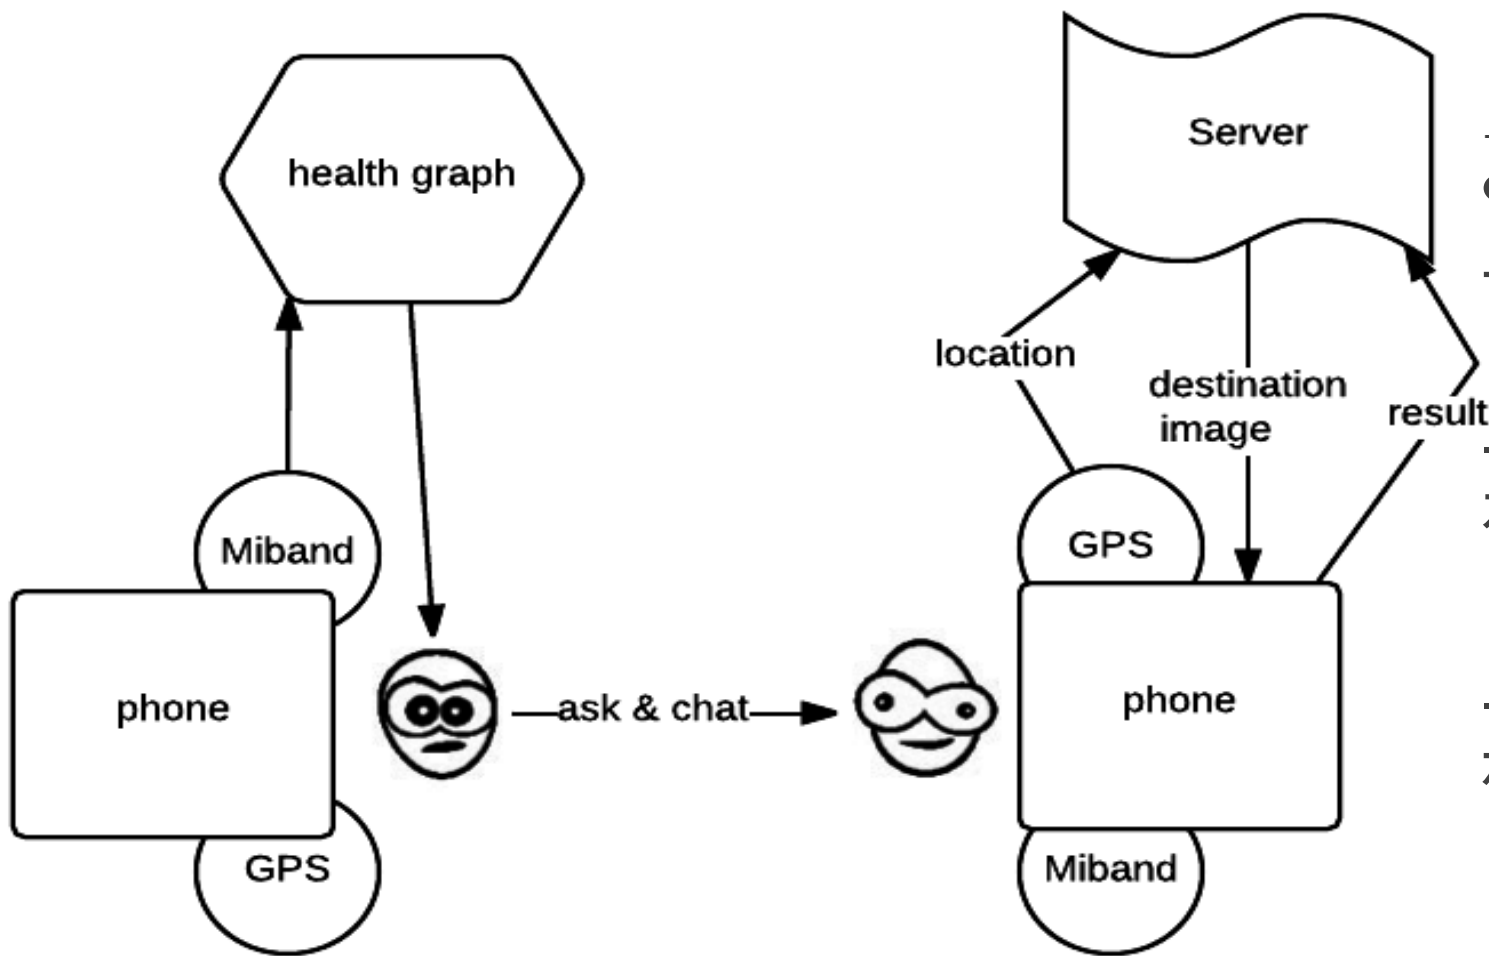 Server
health graph
location
destination
image
result
Miband
GPS
phone
ask & chat
phone
GPS
Miband